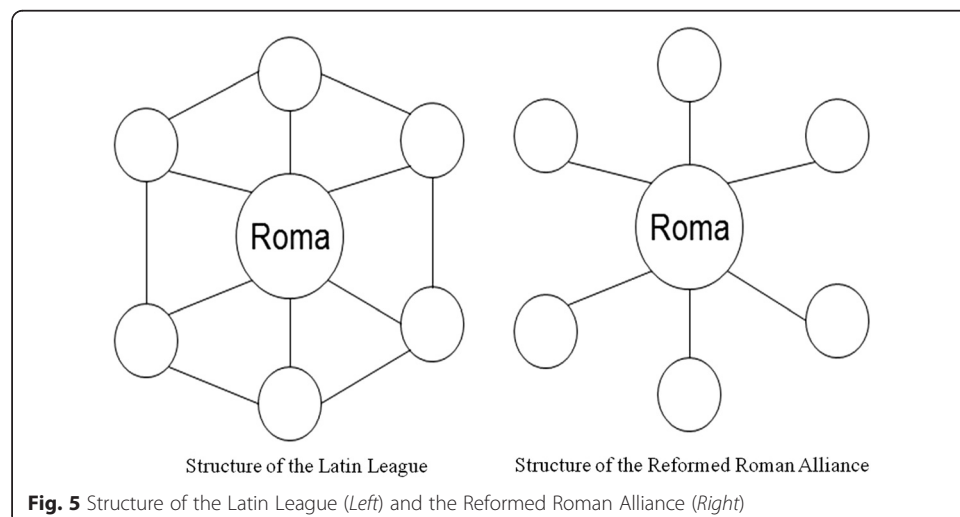 Roma
Roma
Structure of the Latin League
Structure of the Reformed Roman Alliance
Fig. 5 Structure of the Latin League (Left) and the Reformed Roman Alliance (Right)